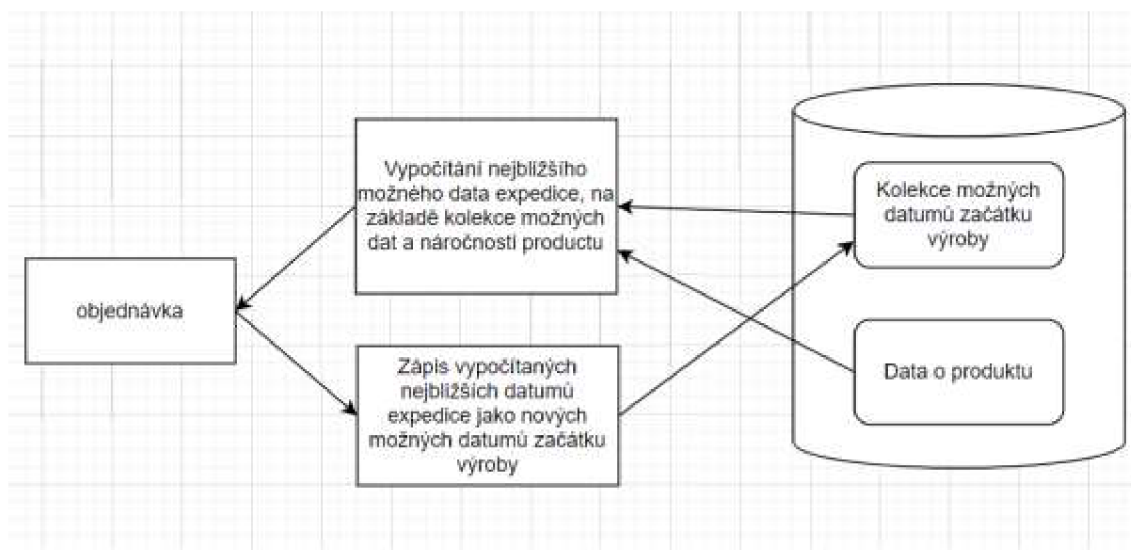 Vypočítání nejbližšího
možného data expedice, na
základě kolekce možných
dat a náročnosti productu
Kolekce možných
datumů začátku
výroby
objednávka
Zápis vypočítaných
nejbližších datumů
expedice jako nových
možných datumů začátku
výroby
Data o produktu